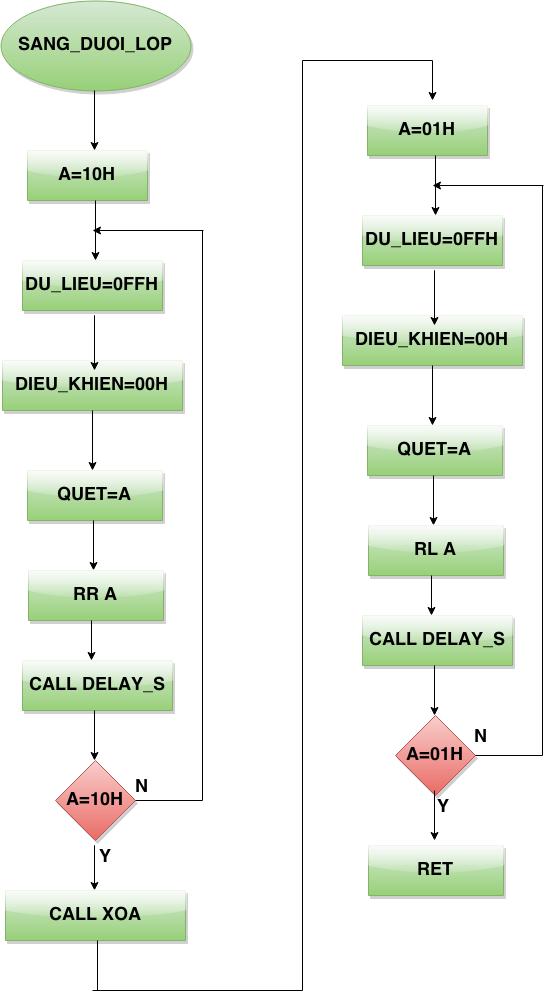 SANG_DUOI_LOP
A=10H
DU_LIEU=0FFH
DIEU_KHIEN=00H
QUET=A
RR A
CALL DELAY_S
A=10H
N
Y
CALL XOA
A=01H
DU_LIEU=0FFH
DIEU_KHIEN=00H
QUET=A
RL A
CALL DELAY_S
A=01H
N
Y
RET